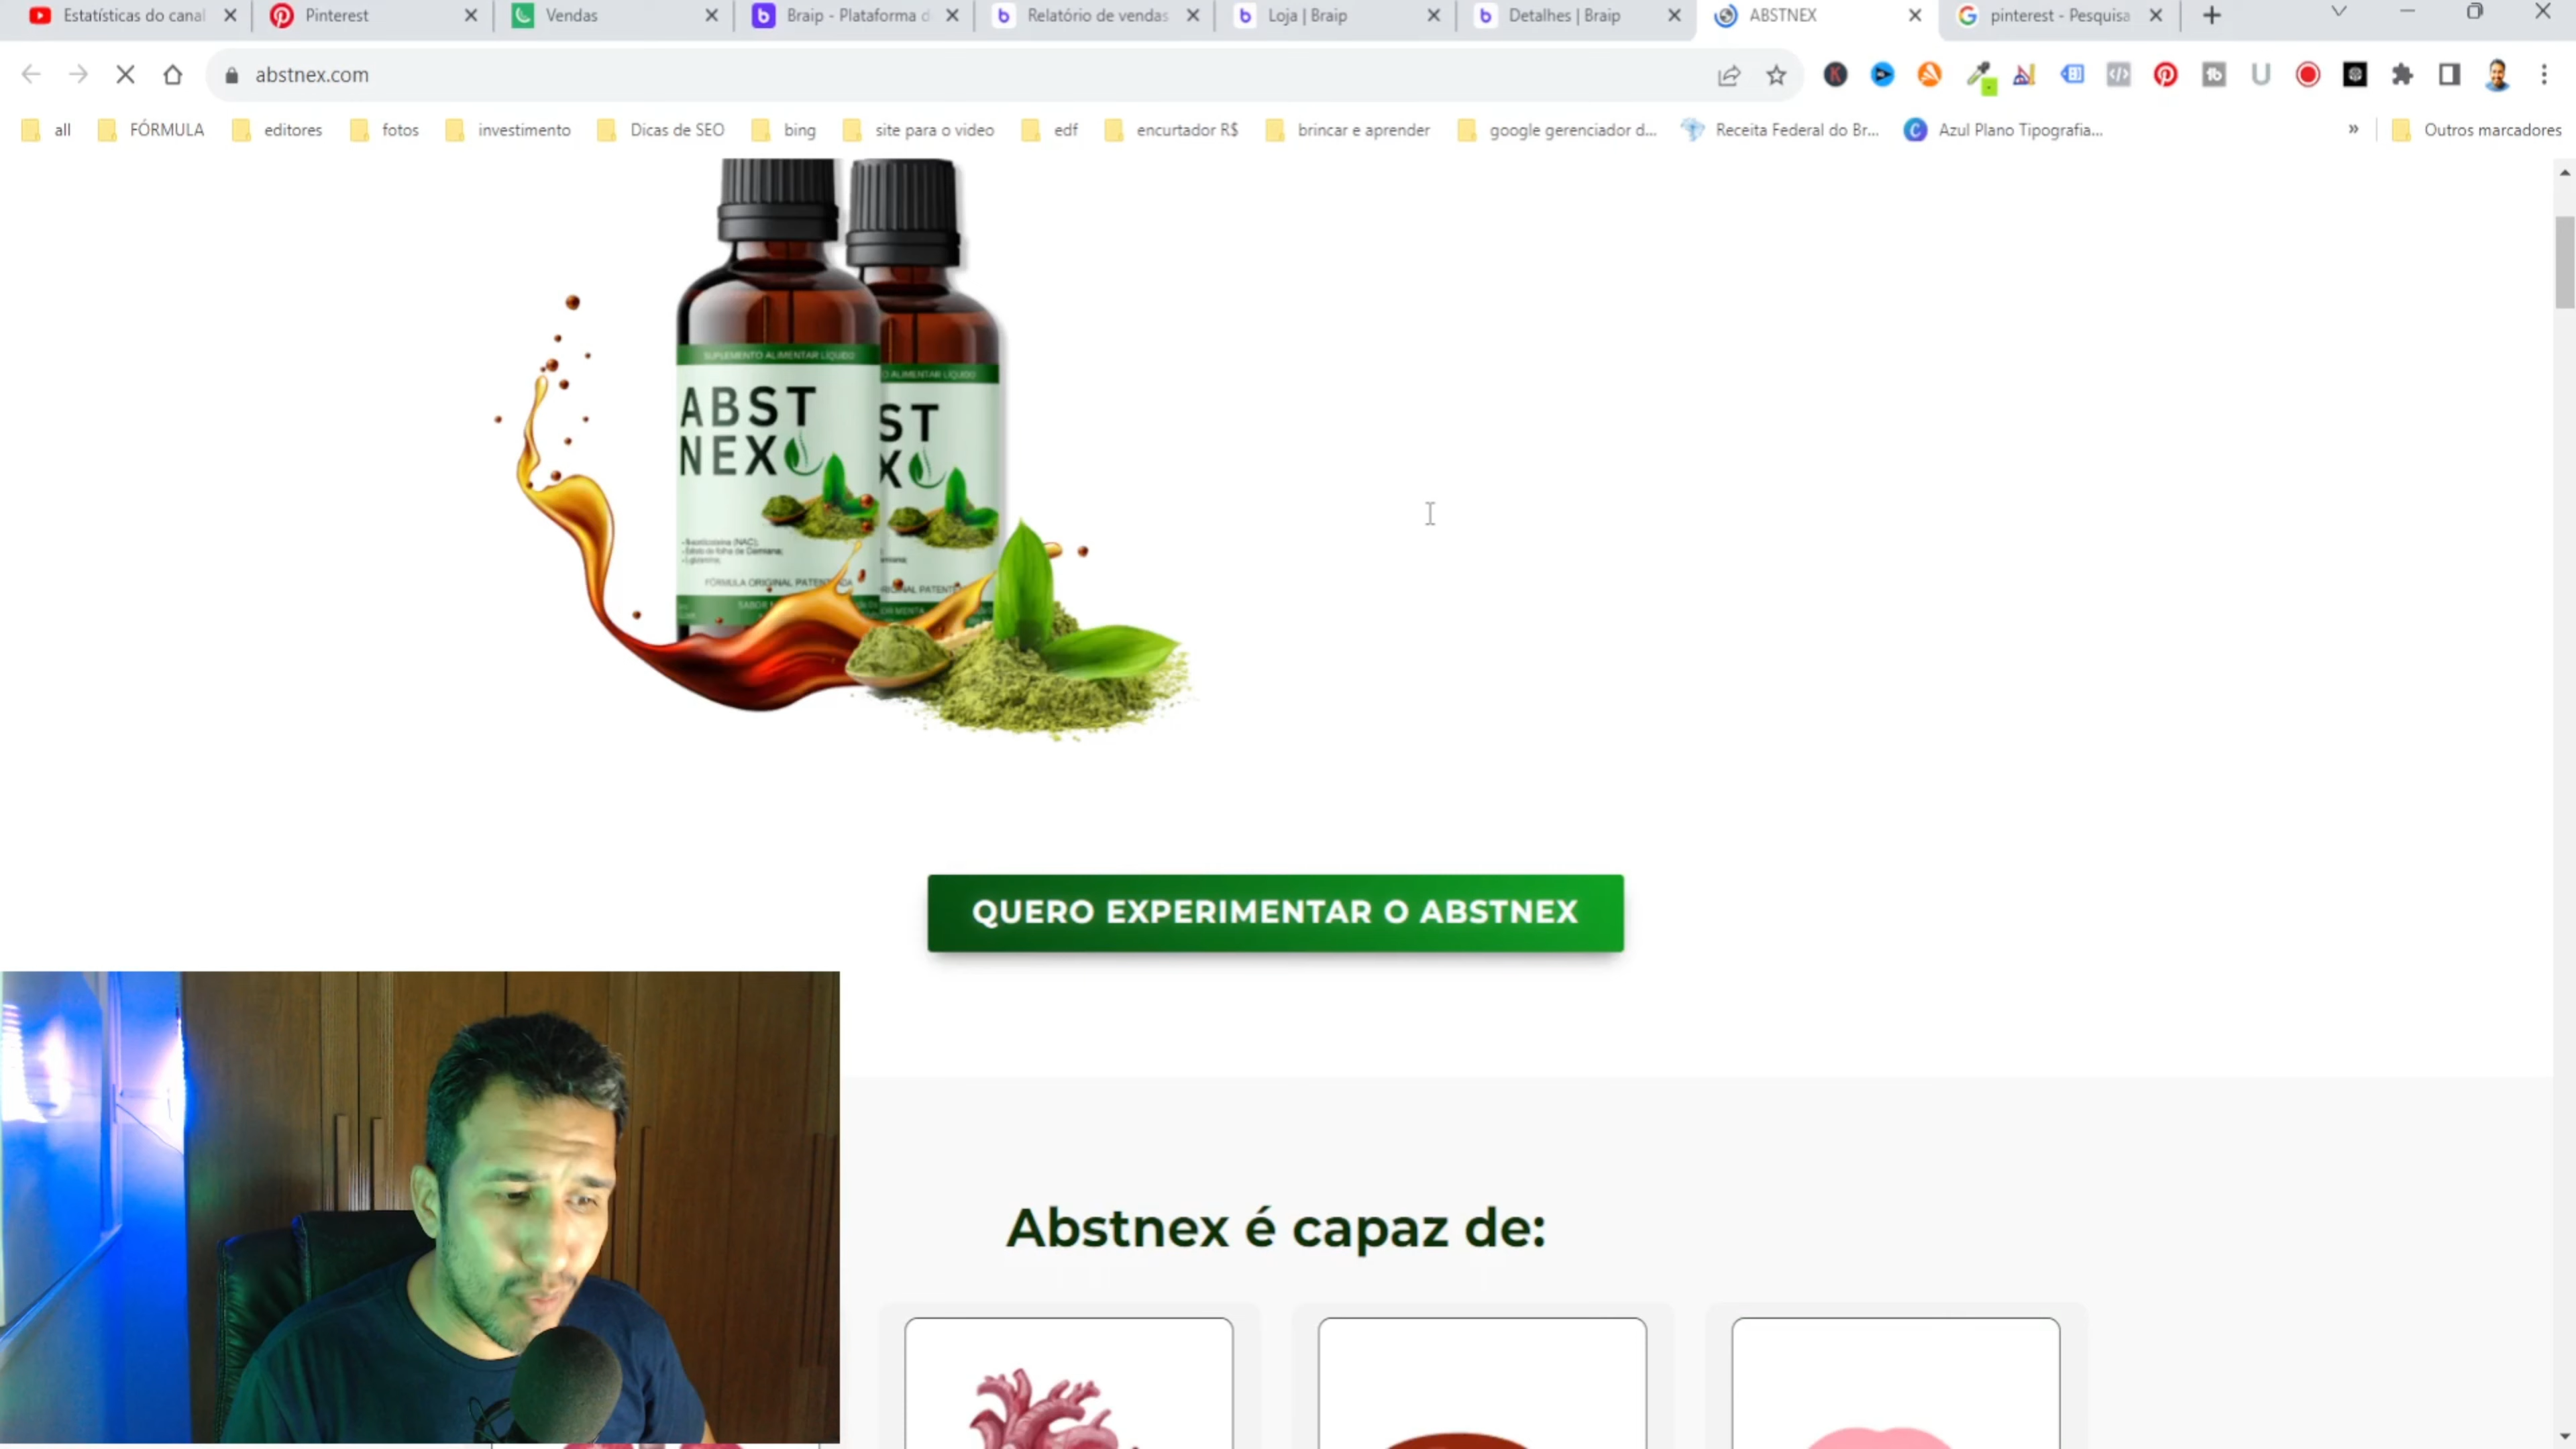 Estatísticas do canal
Pinterest
Vendas
Braip - Plataforma d
Relatório de vendas
Loja | Braip
Detalhes | Braip
ABSTNEX
pinterest - Pesquisa
abstnex.com
all
FÓRMULA
editores
fotos
investimento
Dicas de SEO
bing
site para o video
edf
encurtador R$
brincar e aprender
google gerenciador d...
Receita Federal do Br...
Azul Plano Tipografia...
»
Outros marcadores
SUPLEMENTO ALIMENTAR LÍQUIDO
ABST
NEX
FÓRMULA ORIGINAL PATENTEADA
ALIMENTAR LÍQUIDO
ST
X
QUERO EXPERIMENTAR O ABSTNEX
Abstnex é capaz de: